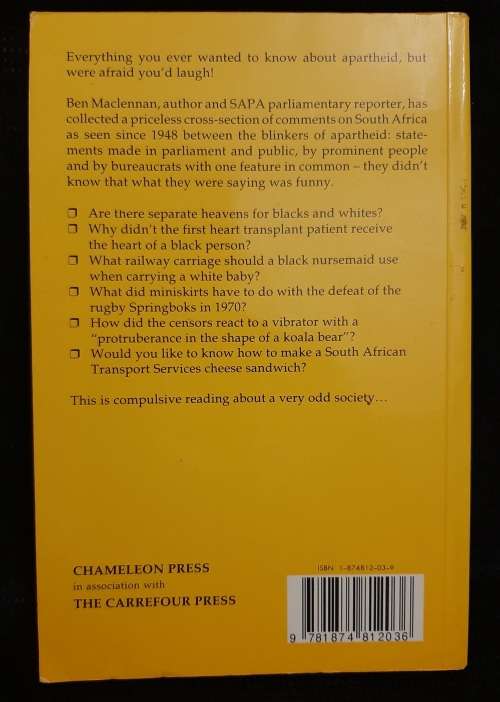 Everything you ever wanted to know about apartheid, but
were afraid you'd laugh!
Ben Maclennan, author and SAPA parliamentary reporter, has
collected a priceless cross-section of comments on South Africa
as seen since 1948 between the blinkers of apartheid: state-
ments made in parliament and public, by prominent people
and by bureaucrats with one feature in common – they didn't
know that what they were saying was funny.
❒ Are there separate heavens for blacks and whites?
❒ Why didn't the first heart transplant patient receive
the heart of a black person?
❒ What railway carriage should a black nursemaid use
when carrying a white baby?
❒ What did miniskirts have to do with the defeat of the
rugby Springboks in 1970?
❒ How did the censors react to a vibrator with a
"protruberance in the shape of a koala bear"?
❒ Would you like to know how to make a South African
Transport Services cheese sandwich?
This is compulsive reading about a very odd society...
CHAMELEON PRESS
in association with
THE CARREFOUR PRESS
ISBN 1-874812-03-9
9 781874 812036